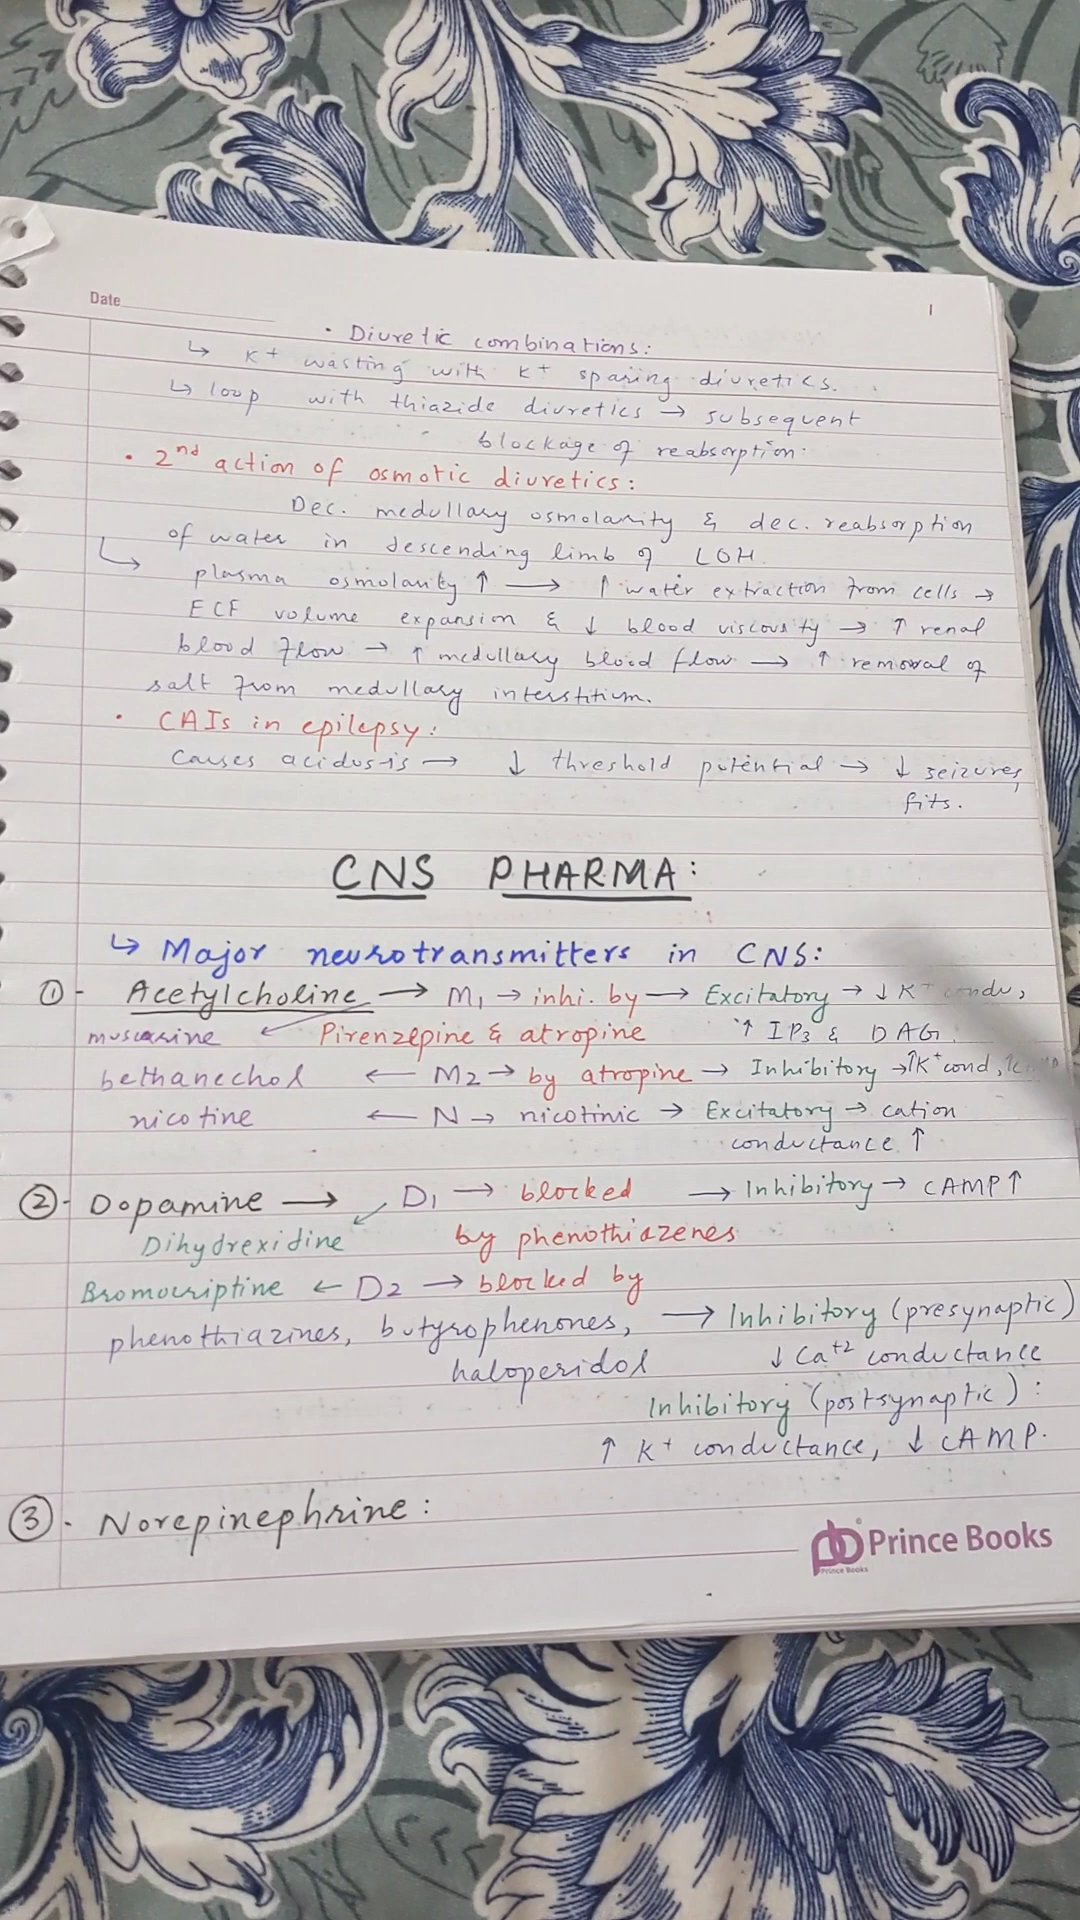 Date
1
• Diuretic combinations:
↳ K+ wasting with K+ sparing diuretics.
↳ loop with thiazide diuretics → subsequent
blockage of reabsorption.
• 2nd action of osmotic diuretics:
Dec. medullary osmolarity & dec. reabsorption
of water in descending limb of LOH.
↳ plasma osmolarity ↑ → ↑ water extraction from cells →
ECF volume expansion & ↓ blood viscosity → ↑ renal
blood flow → ↑ medullary blood flow → ↑ removal of
salt from medullary interstitium.
• CAIs in epilepsy:
Causes acidosis → ↓ threshold potential → ↓ seizures,
fits.
CNS PHARMA:
↳ Major neurotransmitters in CNS:
① - Acetylcholine → M1 → inhi. by → Excitatory → ↓ K+ condu,
muscarine ← Pirenzepine & atropine ↑ IP3 & DAG.
bethanechol ← M2 → by atropine → Inhibitory → ↑K+ cond,
nicotine ← N → nicotinic → Excitatory → cation
conductance ↑
② - Dopamine → D1 → blocked → Inhibitory → cAMP↑
Dihydrexidine by phenothiazenes
Bromocriptine ← D2 → blocked by
phenothiazines, butyrophenones, → Inhibitory (presynaptic)
haloperidol ↓ Ca+2 conductance
Inhibitory (postsynaptic):
↑ K+ conductance, ↓ cAMP.
③ - Norepinephrine:
Prince Books
Prince Books